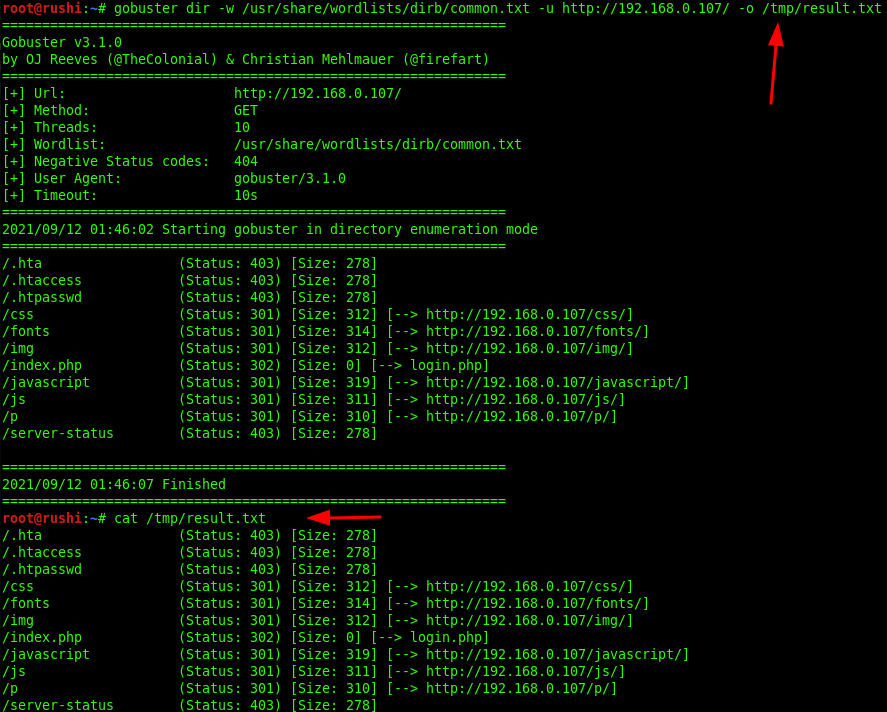 root@rushi:~# gobuster dir -w /usr/share/wordlists/dirb/common.txt -u http://192.168.0.107/ -o /tmp/result.txt
===============================================================
Gobuster v3.1.0
by OJ Reeves (@TheColonial) & Christian Mehlmauer (@firefart)
===============================================================
[+] Url:                     http://192.168.0.107/
[+] Method:                  GET
[+] Threads:                 10
[+] Wordlist:                /usr/share/wordlists/dirb/common.txt
[+] Negative Status codes:   404
[+] User Agent:              gobuster/3.1.0
[+] Timeout:                 10s
===============================================================
2021/09/12 01:46:02 Starting gobuster in directory enumeration mode
===============================================================
/.hta                 (Status: 403) [Size: 278]
/.htaccess            (Status: 403) [Size: 278]
/.htpasswd            (Status: 403) [Size: 278]
/css                  (Status: 301) [Size: 312] [--> http://192.168.0.107/css/]
/fonts                (Status: 301) [Size: 314] [--> http://192.168.0.107/fonts/]
/img                  (Status: 301) [Size: 312] [--> http://192.168.0.107/img/]
/index.php            (Status: 302) [Size: 0] [--> login.php]
/javascript           (Status: 301) [Size: 319] [--> http://192.168.0.107/javascript/]
/js                   (Status: 301) [Size: 311] [--> http://192.168.0.107/js/]
/p                    (Status: 301) [Size: 310] [--> http://192.168.0.107/p/]
/server-status        (Status: 403) [Size: 278]
===============================================================
2021/09/12 01:46:07 Finished
===============================================================
root@rushi:~# cat /tmp/result.txt
/.hta                 (Status: 403) [Size: 278]
/.htaccess            (Status: 403) [Size: 278]
/.htpasswd            (Status: 403) [Size: 278]
/css                  (Status: 301) [Size: 312] [--> http://192.168.0.107/css/]
/fonts                (Status: 301) [Size: 314] [--> http://192.168.0.107/fonts/]
/img                  (Status: 301) [Size: 312] [--> http://192.168.0.107/img/]
/index.php            (Status: 302) [Size: 0] [--> login.php]
/javascript           (Status: 301) [Size: 319] [--> http://192.168.0.107/javascript/]
/js                   (Status: 301) [Size: 311] [--> http://192.168.0.107/js/]
/p                    (Status: 301) [Size: 310] [--> http://192.168.0.107/p/]
/server-status        (Status: 403) [Size: 278]